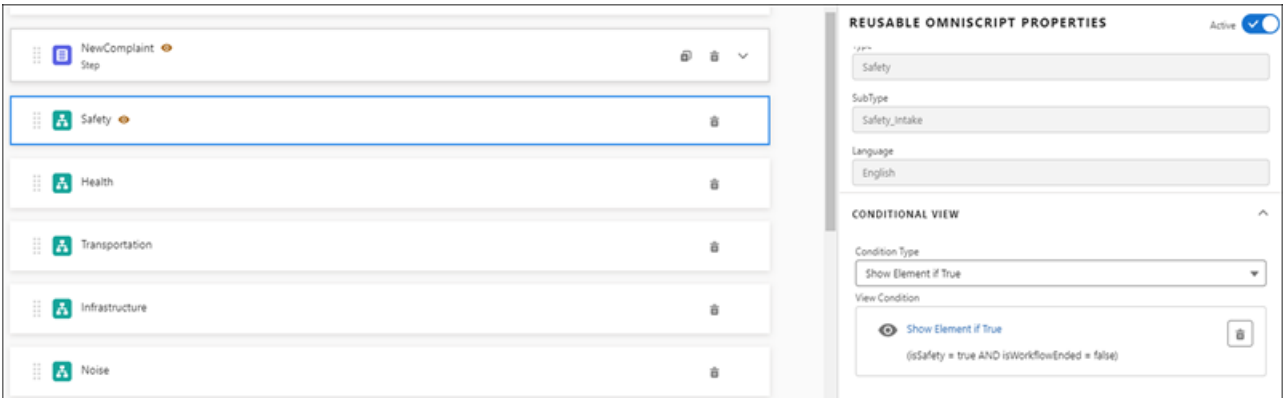 NewComplaint
Step
Safety
Health
Transportation
Infrastructure
Noise
REUSABLE OMNISCRIPT PROPERTIES
Active
Type
Safety
SubType
Safety_Intake
Language
English
CONDITIONAL VIEW
Condition Type
Show Element if True
View Condition
Show Element if True
(isSafety = true AND isWorkflowEnded = false)